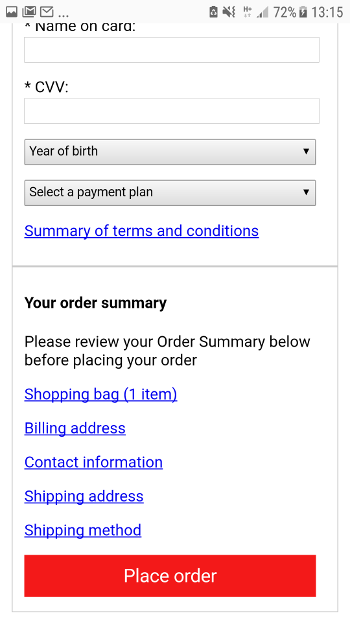 ... 72% 13:15
* Name on card:
* CVV:
Year of birth
Select a payment plan
Summary of terms and conditions
Your order summary
Please review your Order Summary below
before placing your order
Shopping bag (1 item)
Billing address
Contact information
Shipping address
Shipping method
Place order